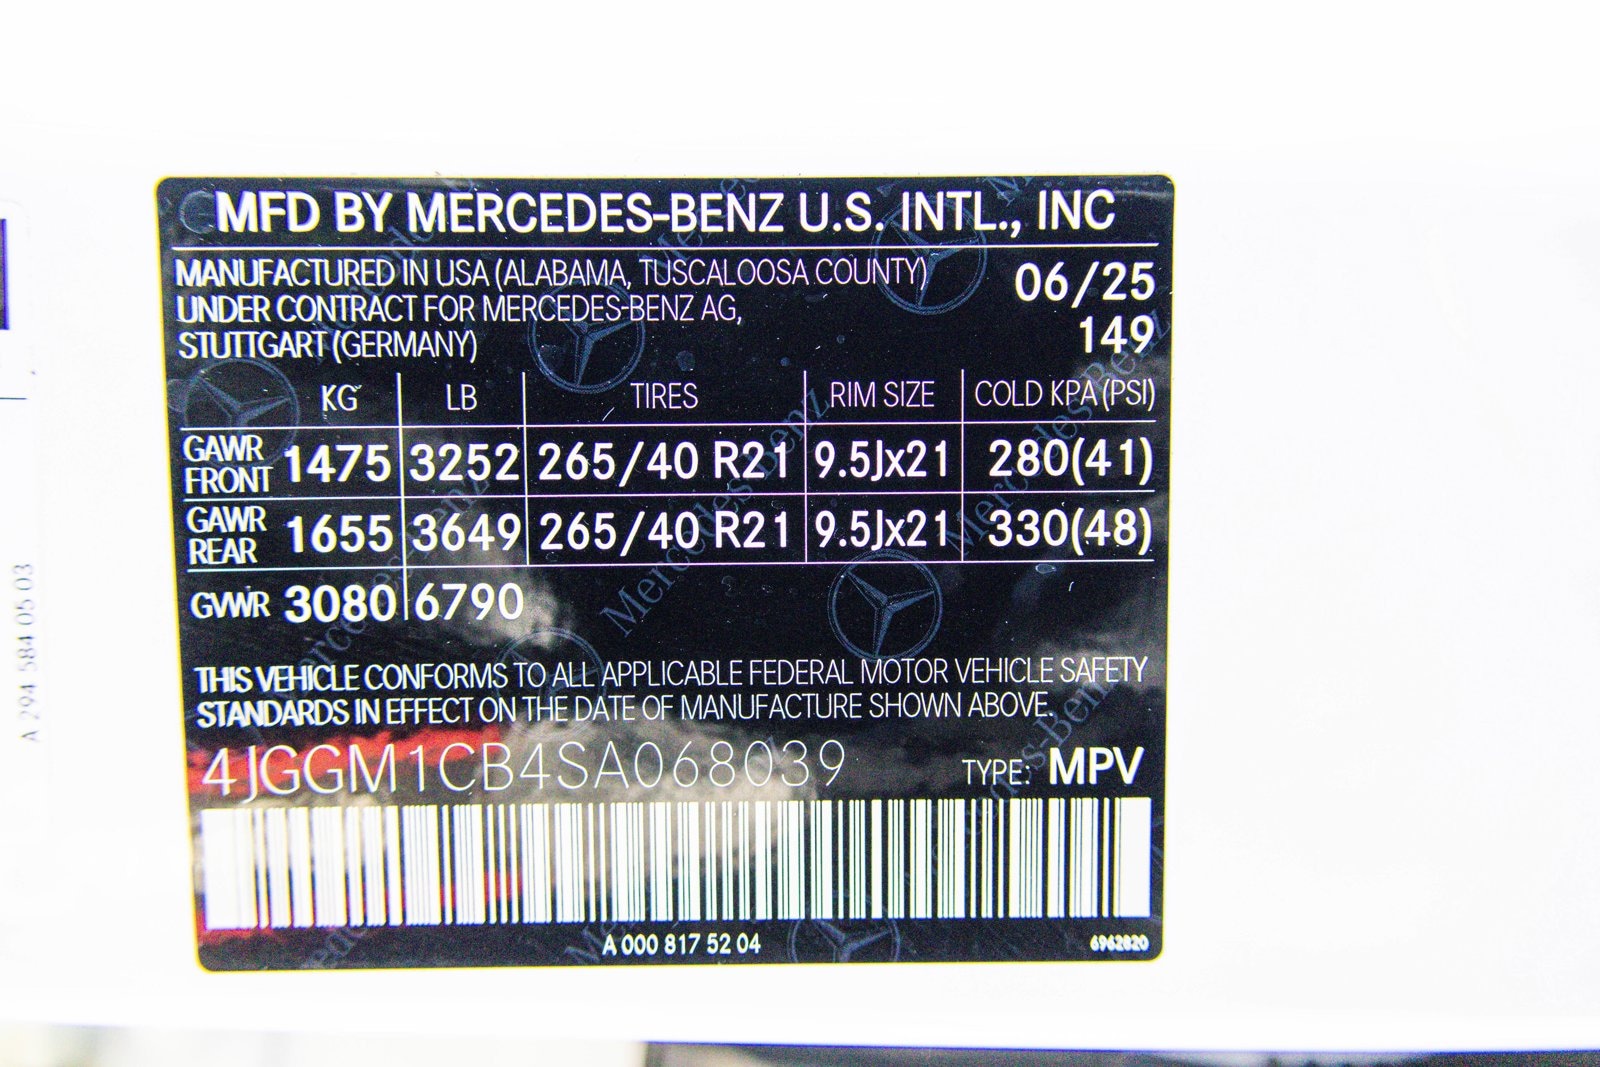 MFD BY MERCEDES-BENZ U.S. INTL., INC
MANUFACTURED IN USA (ALABAMA, TUSCALOOSA COUNTY) 06/25
UNDER CONTRACT FOR MERCEDES-BENZ AG, 149
STUTTGART (GERMANY)
KG LB TIRES RIM SIZE COLD KPA (PSI)
GAWR FRONT 1475 3252 265/40 R21 9.5Jx21 280(41)
GAWR REAR 1655 3649 265/40 R21 9.5Jx21 330(48)
GVWR 3080 6790
THIS VEHICLE CONFORMS TO ALL APPLICABLE FEDERAL MOTOR VEHICLE SAFETY
STANDARDS IN EFFECT ON THE DATE OF MANUFACTURE SHOWN ABOVE.
4JGGM1CB4SA068039 TYPE: MPV
A 000 817 52 04 6962820
A 294 584 05 03